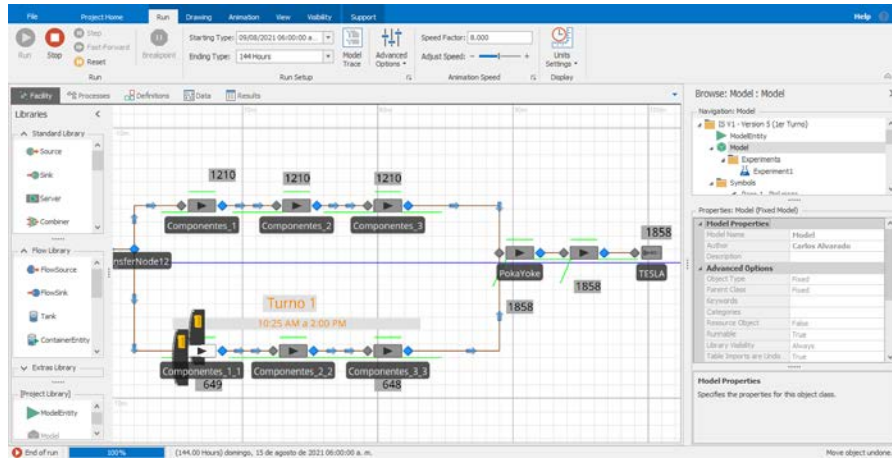 File Project Home Run Drawing Animation View Visibility Support Help
Run Stop Step Fast-Forward Reset Breakpoint
Starting Type: 09/08/2021 06:00:00 a...
Ending Type: 144 Hours
Model Trace
Advanced Options
Speed Factor: 8.000
Adjust Speed:
Units Settings
Run Run Setup Animation Speed Display
Facility Processes Definitions Data Results
Libraries
Standard Library
Source
Sink
Server
Combiner
Flow Library
FlowSource
FlowSink
Tank
ContainerEntity
Extras Library
[Project Library]
ModelEntity
Model
1210 1210 1210
Componentes_1 Componentes_2 Componentes_3
nsferNode12
1858
PokaYoke TESLA
1858
1858
Turno 1
10:25 AM a 2:00 PM
Componentes_1_1 Componentes_2_2 Componentes_3_3
649 648
Browse: Model : Model
Navigation: Model
IS V1 - Version 5 (1er Turno)
ModelEntity
Model
Experiments
Experiment1
Symbols
Properties: Model (Fixed Model)
Model Properties
Model Name Model
Author Carlos Alvarado
Description
Advanced Options
Object Type Fixed
Parent Class Fixed
Keywords
Categories
Resource Object False
Runnable True
Library Visibility Always
Table Imports are Undo... True
Model Properties
Specifies the properties for this object class.
End of run 100% (144.00 Hours) domingo, 15 de agosto de 2021 06:00:00 a. m. Move object undone